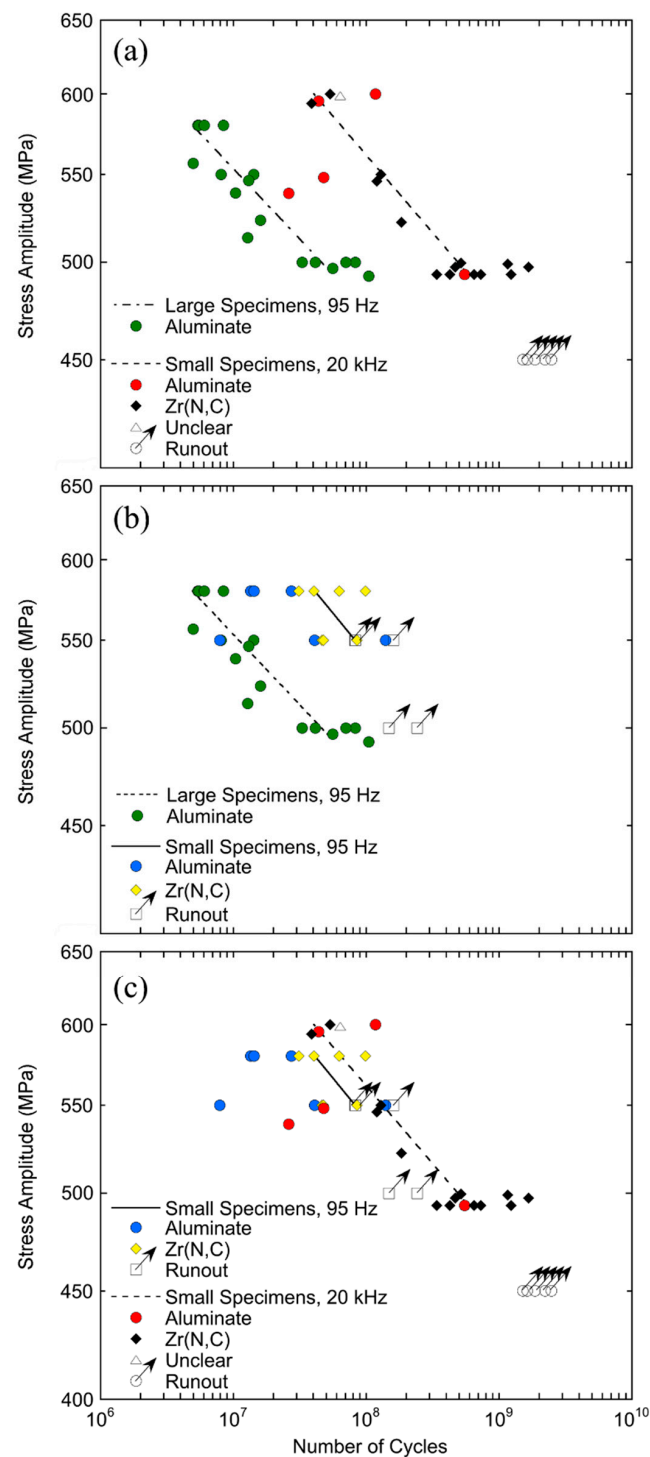 (a)
650
600
550
500
450
Stress Amplitude (MPa)
Large Specimens, 95 Hz
Aluminate
Small Specimens, 20 kHz
Aluminate
Zr(N,C)
Unclear
Runout
(b)
650
600
550
500
450
Stress Amplitude (MPa)
Large Specimens, 95 Hz
Aluminate
Small Specimens, 95 Hz
Aluminate
Zr(N,C)
Runout
(c)
650
600
550
500
450
400
Stress Amplitude (MPa)
Small Specimens, 95 Hz
Aluminate
Zr(N,C)
Runout
Small Specimens, 20 kHz
Aluminate
Zr(N,C)
Unclear
Runout
10⁶ 10⁷ 10⁸ 10⁹ 10¹⁰
Number of Cycles